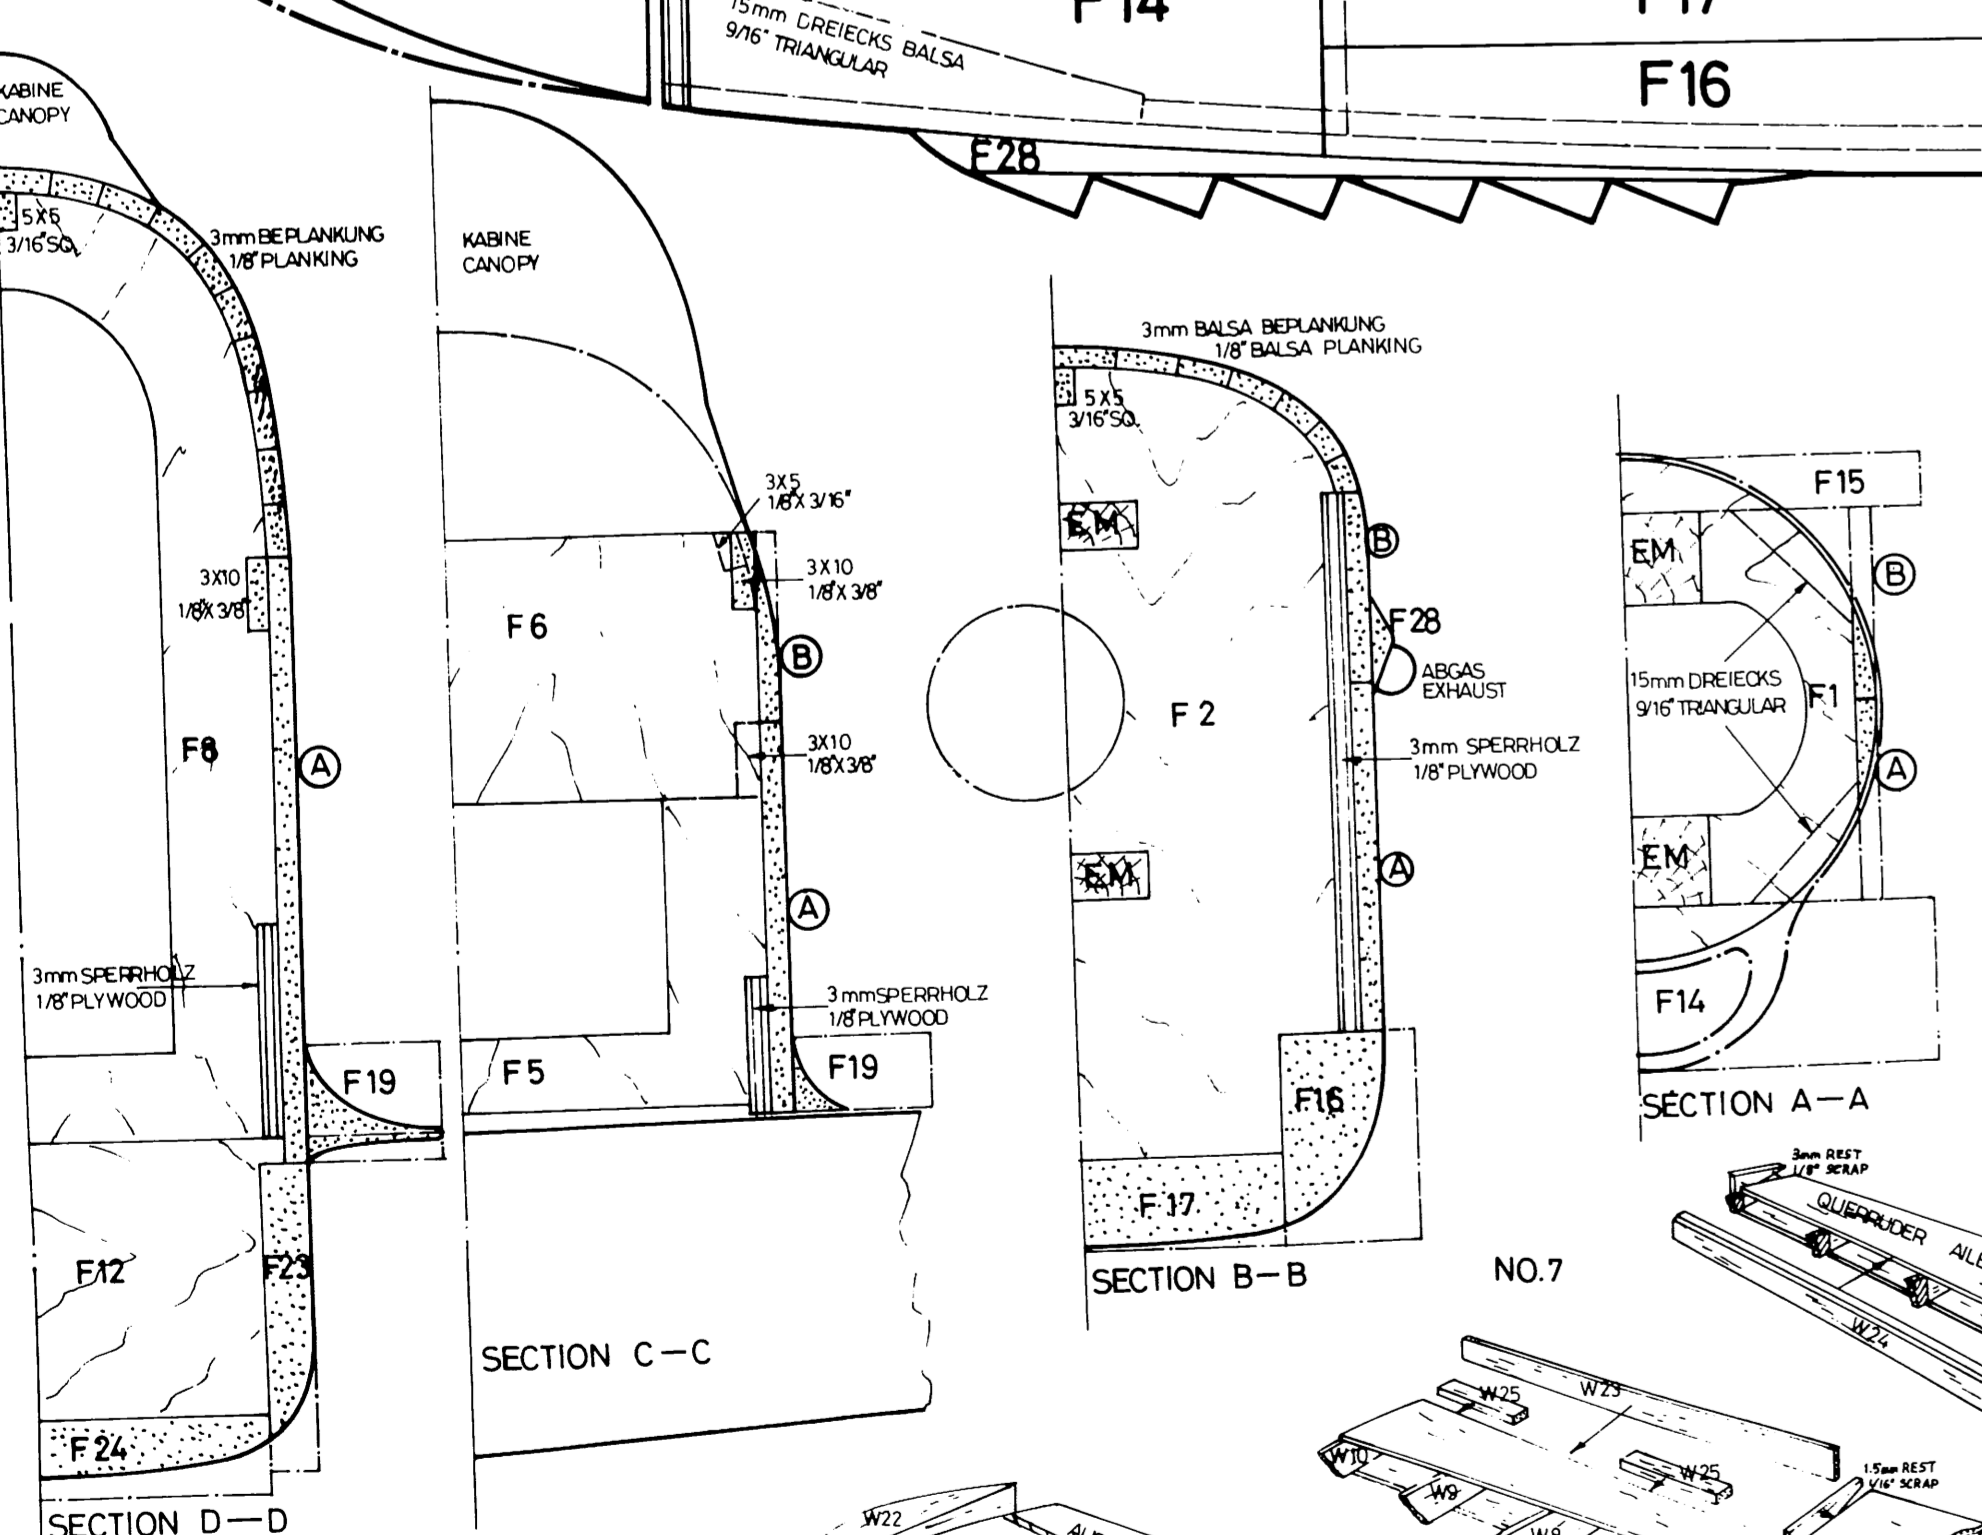 15mm DREIECKS BALSA
9/16" TRIANGULAR
F14
F17
F16
F28
KABINE
CANOPY
5X5
3/16"SQ.
3mm BEPLANKUNG
1/8" PLANKING
3X10
1/8"X 3/8"
F8
A
3mm SPERRHOLZ
1/8" PLYWOOD
F19
F12
F23
F24
SECTION D—D
KABINE
CANOPY
3X5
1/8"X 3/16"
3X10
1/8"X 3/8"
F6
B
3X10
1/8"X 3/8"
A
3mm SPERRHOLZ
1/8" PLYWOOD
F5
F19
SECTION C—C
3mm BALSA BEPLANKUNG
1/8" BALSA PLANKING
5X5
3/16"SQ.
EM
B
F28
ABGAS
EXHAUST
F2
3mm SPERRHOLZ
1/8" PLYWOOD
EM
A
F16
F17
SECTION B—B
F15
EM
B
15mm DREIECKS
9/16" TRIANGULAR
F1
A
EM
F14
SECTION A—A
NO.7
3mm REST
1/8" SCRAP
QUERRUDER
W24
W23
W25
W10
W9
W25
1.5mm REST
1/16" SCRAP
W22